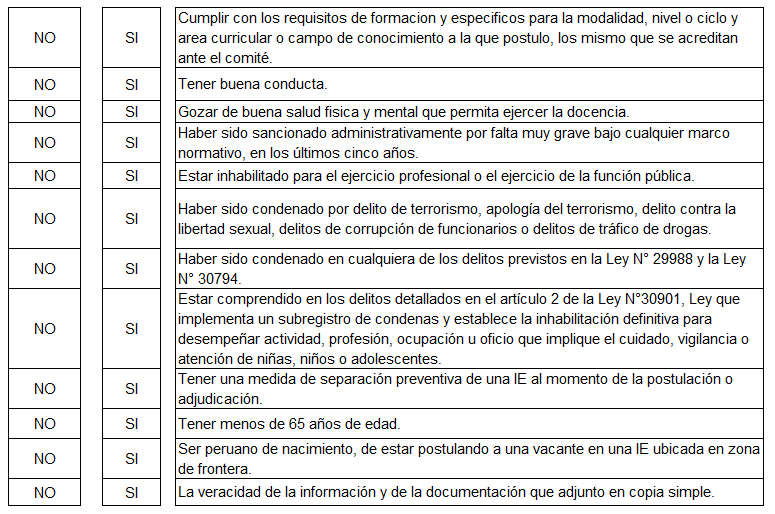 NO SI Cumplir con los requisitos de formacion y especificos para la modalidad, nivel o ciclo y
area curricular o campo de conocimiento a la que postulo, los mismo que se acreditan
ante el comité.
NO SI Tener buena conducta.
NO SI Gozar de buena salud fisica y mental que permita ejercer la docencia.
NO SI Haber sido sancionado administrativamente por falta muy grave bajo cualquier marco
normativo, en los últimos cinco años.
NO SI Estar inhabilitado para el ejercicio profesional o el ejercicio de la función pública.
NO SI Haber sido condenado por delito de terrorismo, apología del terrorismo, delito contra la
libertad sexual, delitos de corrupción de funcionarios o delitos de tráfico de drogas.
NO SI Haber sido condenado en cualquiera de los delitos previstos en la Ley N° 29988 y la Ley
N° 30794.
NO SI Estar comprendido en los delitos detallados en el artículo 2 de la Ley N°30901, Ley que
implementa un subregistro de condenas y establece la inhabilitación definitiva para
desempeñar actividad, profesión, ocupación u oficio que implique el cuidado, vigilancia o
atención de niñas, niños o adolescentes.
NO SI Tener una medida de separación preventiva de una IE al momento de la postulación o
adjudicación.
NO SI Tener menos de 65 años de edad.
NO SI Ser peruano de nacimiento, de estar postulando a una vacante en una IE ubicada en zona
de frontera.
NO SI La veracidad de la información y de la documentación que adjunto en copia simple.